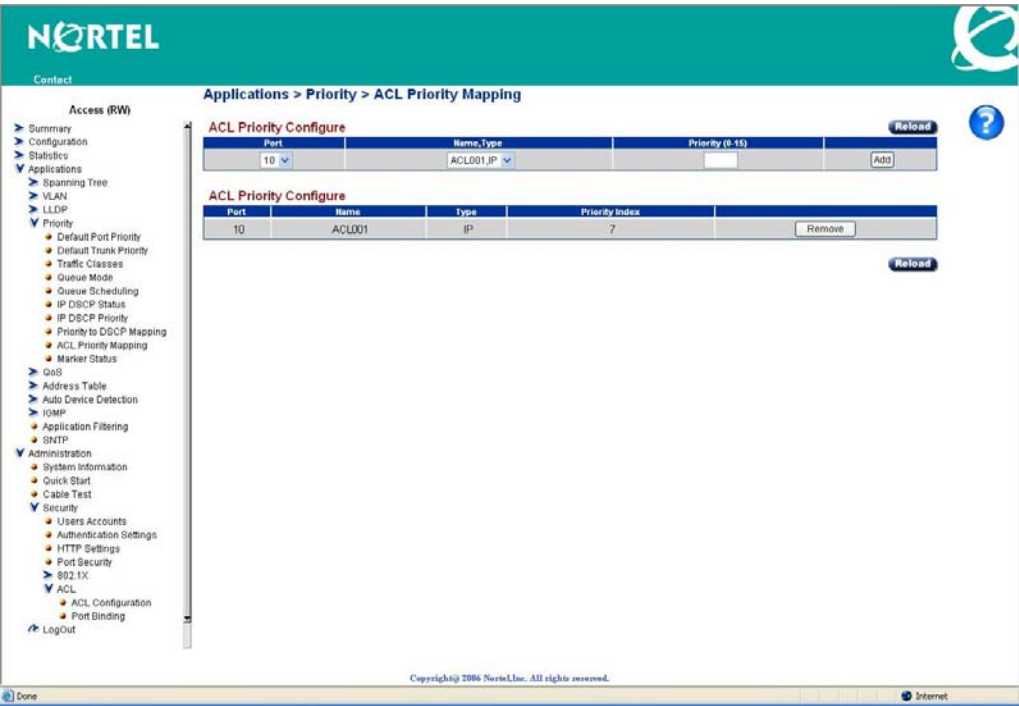 NORTEL
Contact
Access (RW)
Summary
Configuration
Statistics
Applications
Spanning Tree
VLAN
LLDP
Priority
Default Port Priority
Default Trunk Priority
Traffic Classes
Queue Mode
Queue Scheduling
IP DSCP Status
IP DSCP Priority
Priority to DSCP Mapping
ACL Priority Mapping
Marker Status
QoS
Address Table
Auto Device Detection
IGMP
Application Filtering
SNTP
Administration
System Information
Quick Start
Cable Test
Security
Users Accounts
Authentication Settings
HTTP Settings
Port Security
802.1X
ACL
ACL Configuration
Port Binding
LogOut
Applications > Priority > ACL Priority Mapping
ACL Priority Configure
Reload
?
Port Name,Type Priority (0-15)
10 ACL001,IP Add
ACL Priority Configure
Port Name Type Priority Index
10 ACL001 IP 7 Remove
Reload
Copyright@ 2006 Nortel,Inc. All rights reserved.
Done Internet